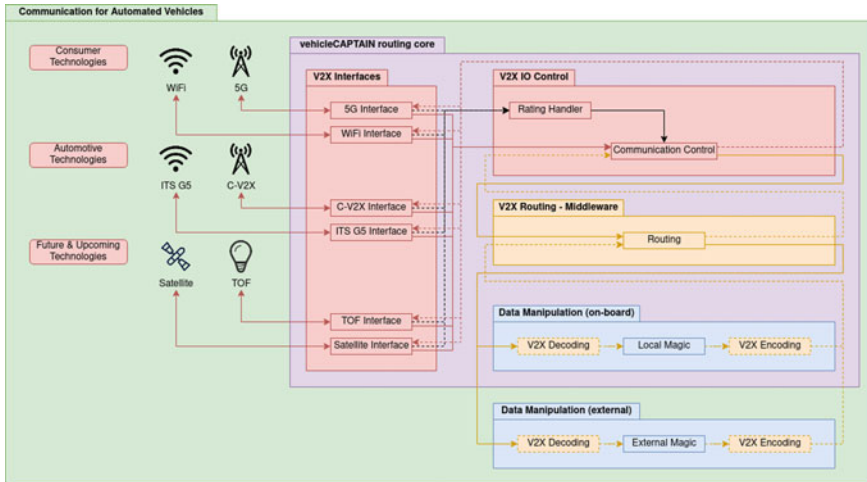 Communication for Automated Vehicles
Consumer
Technologies
WiFi
5G
Automotive
Technologies
ITS G5
C-V2X
Future & Upcoming
Technologies
Satellite
TOF
vehicleCAPTAIN routing core
V2X Interfaces
5G Interface
WiFi Interface
C-V2X Interface
ITS G5 Interface
TOF Interface
Satellite Interface
V2X IO Control
Rating Handler
Communication Control
V2X Routing - Middleware
Routing
Data Manipulation (on-board)
V2X Decoding
Local Magic
V2X Encoding
Data Manipulation (external)
V2X Decoding
External Magic
V2X Encoding